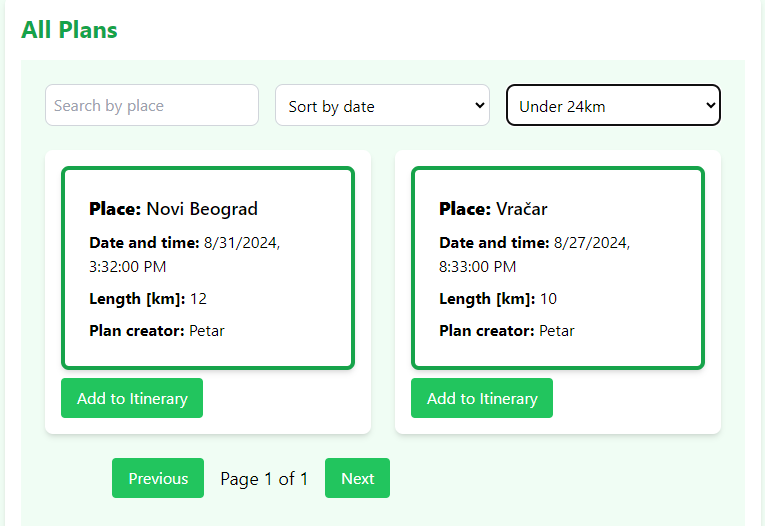 All Plans
Search by place
Sort by date
Under 24km
Place: Novi Beograd
Date and time: 8/31/2024,
3:32:00 PM
Length [km]: 12
Plan creator: Petar
Add to Itinerary
Place: Vračar
Date and time: 8/27/2024,
8:33:00 PM
Length [km]: 10
Plan creator: Petar
Add to Itinerary
Previous
Page 1 of 1
Next